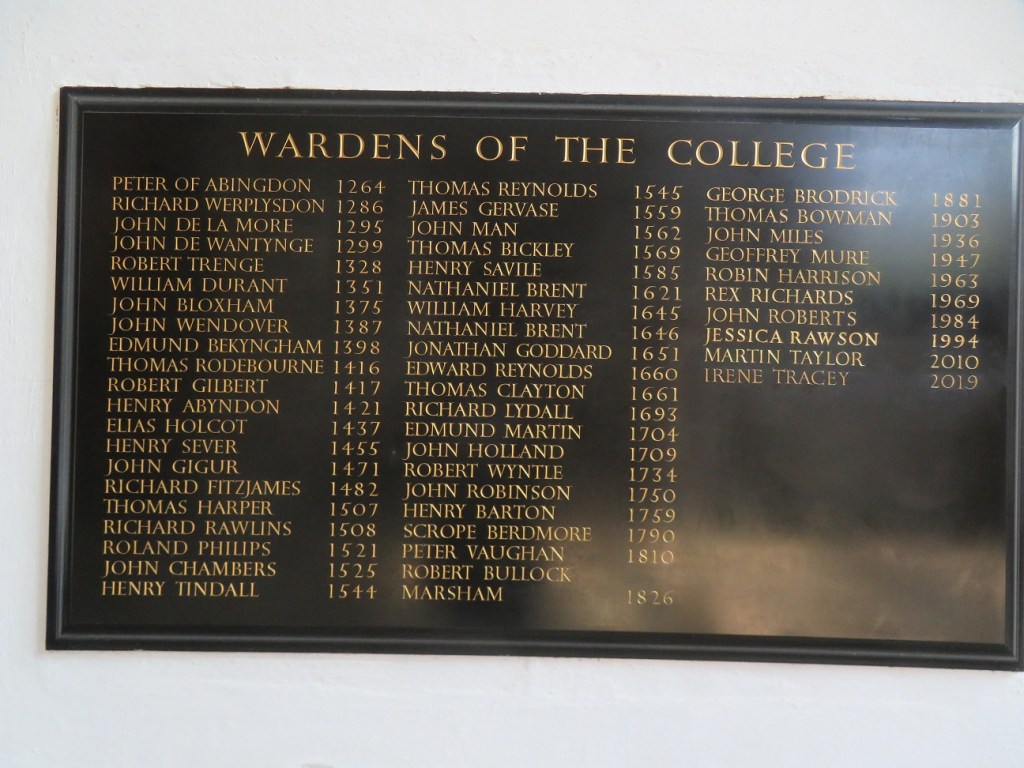 WARDENS OF THE COLLEGE
PETER OF ABINGDON 1264
RICHARD WERPLYSDON 1286
JOHN DE LA MORE 1295
JOHN DE WANTYNGE 1299
ROBERT TRENGE 1328
WILLIAM DURANT 1351
JOHN BLOXHAM 1375
JOHN WENDOVER 1387
EDMUND BEKYNGHAM 1398
THOMAS RODEBOURNE 1416
ROBERT GILBERT 1417
HENRY ABYNDON 1421
ELIAS HOLCOT 1437
HENRY SEVER 1455
JOHN GIGUR 1471
RICHARD FITZJAMES 1482
THOMAS HARPER 1507
RICHARD RAWLINS 1508
ROLAND PHILIPS 1521
JOHN CHAMBERS 1525
HENRY TINDALL 1544
THOMAS REYNOLDS 1545
JAMES GERVASE 1559
JOHN MAN 1562
THOMAS BICKLEY 1569
HENRY SAVILE 1585
NATHANIEL BRENT 1621
WILLIAM HARVEY 1645
NATHANIEL BRENT 1646
JONATHAN GODDARD 1651
EDWARD REYNOLDS 1660
THOMAS CLAYTON 1661
RICHARD LYDALL 1693
EDMUND MARTIN 1704
JOHN HOLLAND 1709
ROBERT WYNTLE 1734
JOHN ROBINSON 1750
HENRY BARTON 1759
SCROPE BERDMORE 1790
PETER VAUGHAN 1810
ROBERT BULLOCK
MARSHAM 1826
GEORGE BRODRICK 1881
THOMAS BOWMAN 1903
JOHN MILES 1936
GEOFFREY MURE 1947
ROBIN HARRISON 1963
REX RICHARDS 1969
JOHN ROBERTS 1984
JESSICA RAWSON 1994
MARTIN TAYLOR 2010
IRENE TRACEY 2019